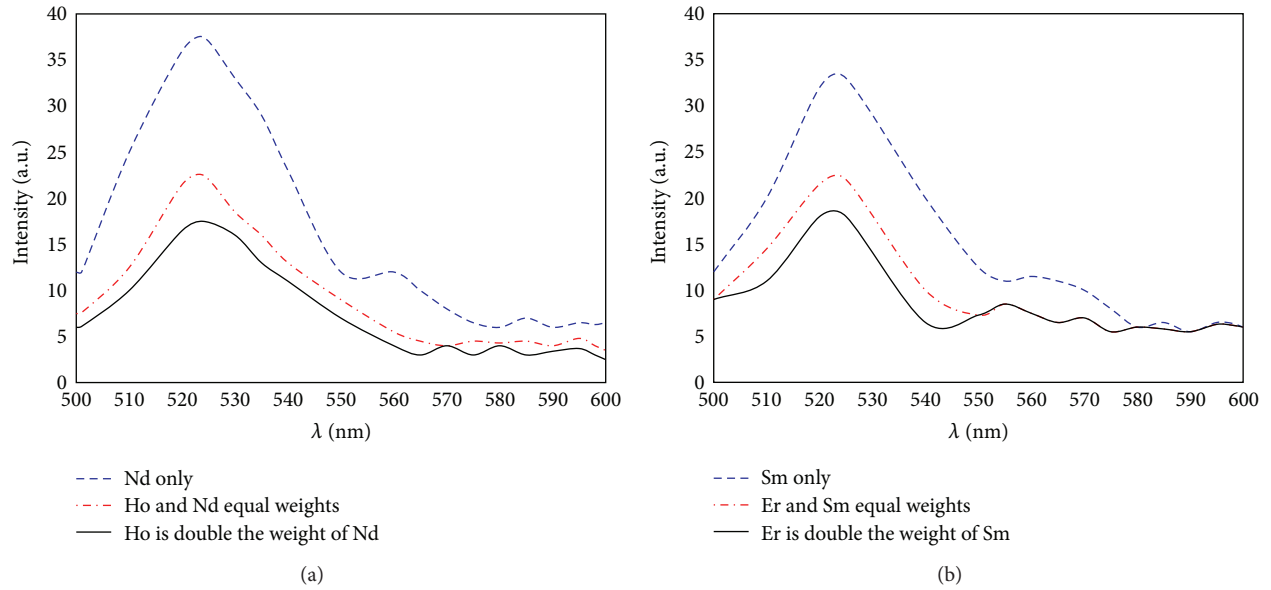 40
35
30
25
20
15
10
5
0
Intensity (a.u.)
500 510 520 530 540 550 560 570 580 590 600
λ (nm)
Nd only
Ho and Nd equal weights
Ho is double the weight of Nd
(a)
40
35
30
25
20
15
10
5
0
Intensity (a.u.)
500 510 520 530 540 550 560 570 580 590 600
λ (nm)
Sm only
Er and Sm equal weights
Er is double the weight of Sm
(b)